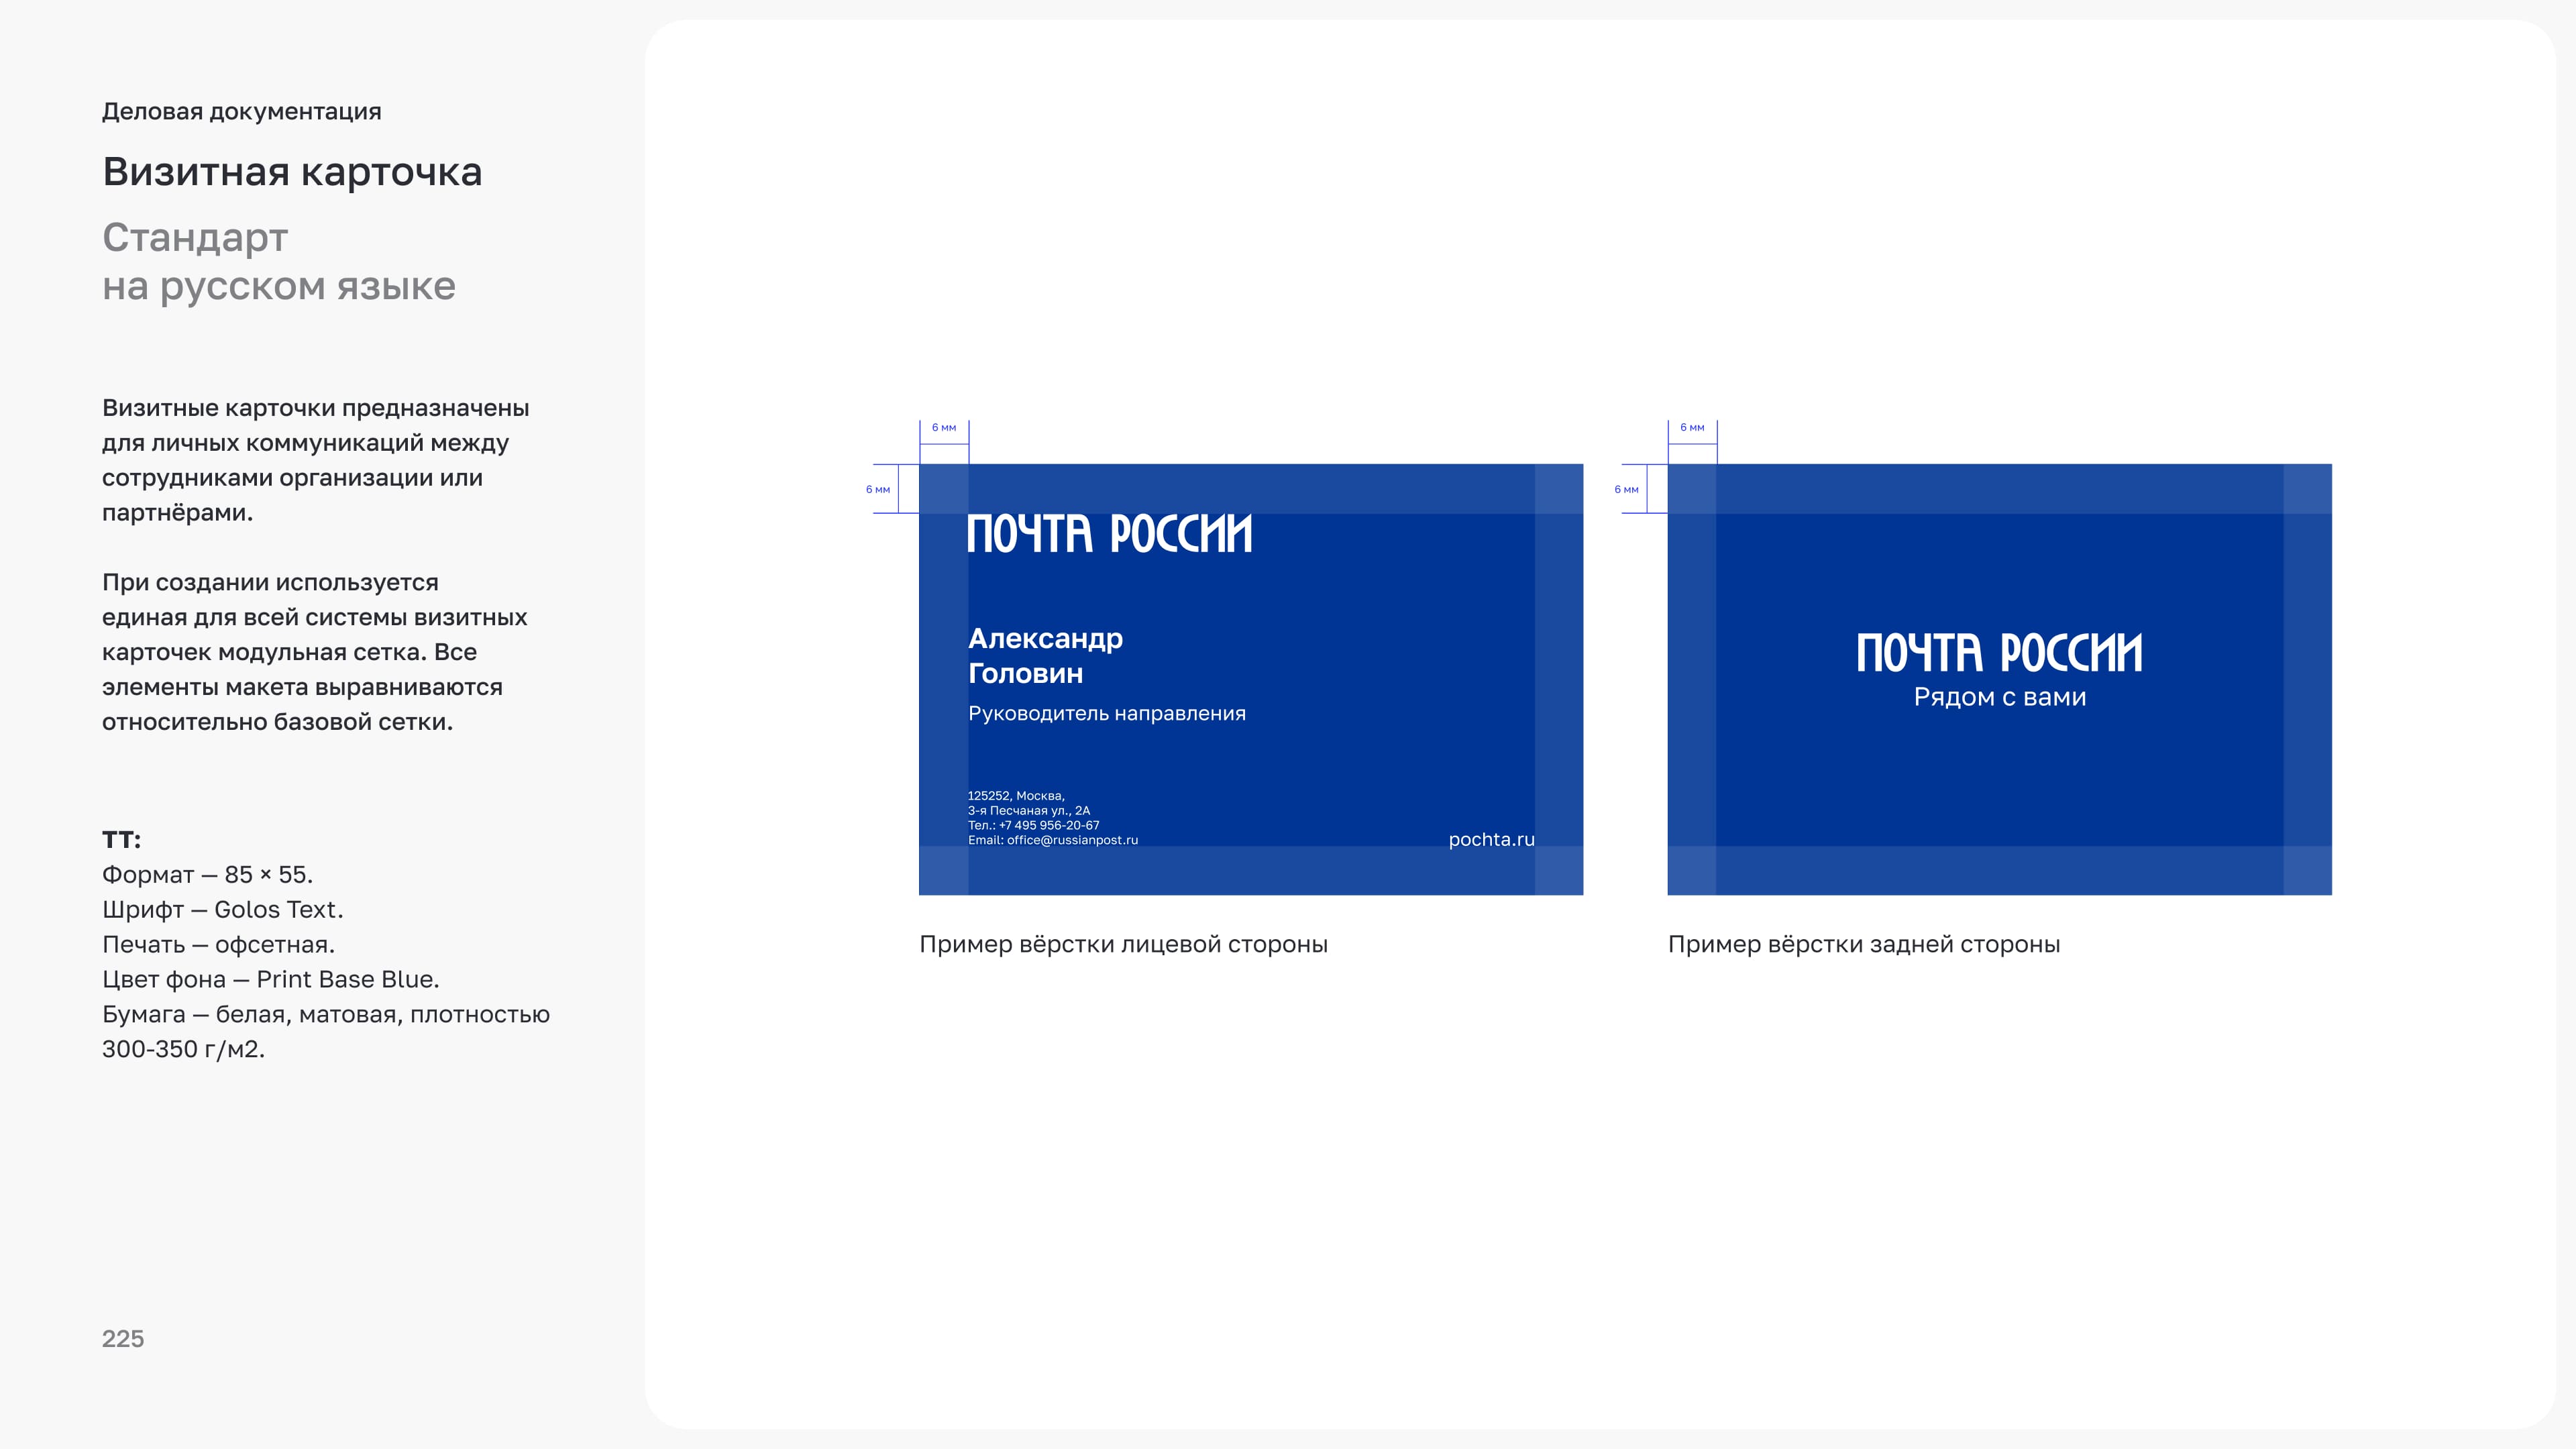 Деловая документация
Визитная карточка
Стандарт
на русском языке
Визитные карточки предназначены
для личных коммуникаций между
сотрудниками организации или
партнёрами.
При создании используется
единая для всей системы визитных
карточек модульная сетка. Все
элементы макета выравниваются
относительно базовой сетки.
ТТ:
Формат — 85 × 55.
Шрифт — Golos Text.
Печать — офсетная.
Цвет фона — Print Base Blue.
Бумага — белая, матовая, плотностью
300-350 г/м2.
225
6 мм
6 мм
ПОЧТА РОССИИ
Александр
Головин
Руководитель направления
125252, Москва,
3-я Песчаная ул., 2А
Тел.: +7 495 956-20-67
Email: office@russianpost.ru
pochta.ru
Пример вёрстки лицевой стороны
6 мм
6 мм
ПОЧТА РОССИИ
Рядом с вами
Пример вёрстки задней стороны